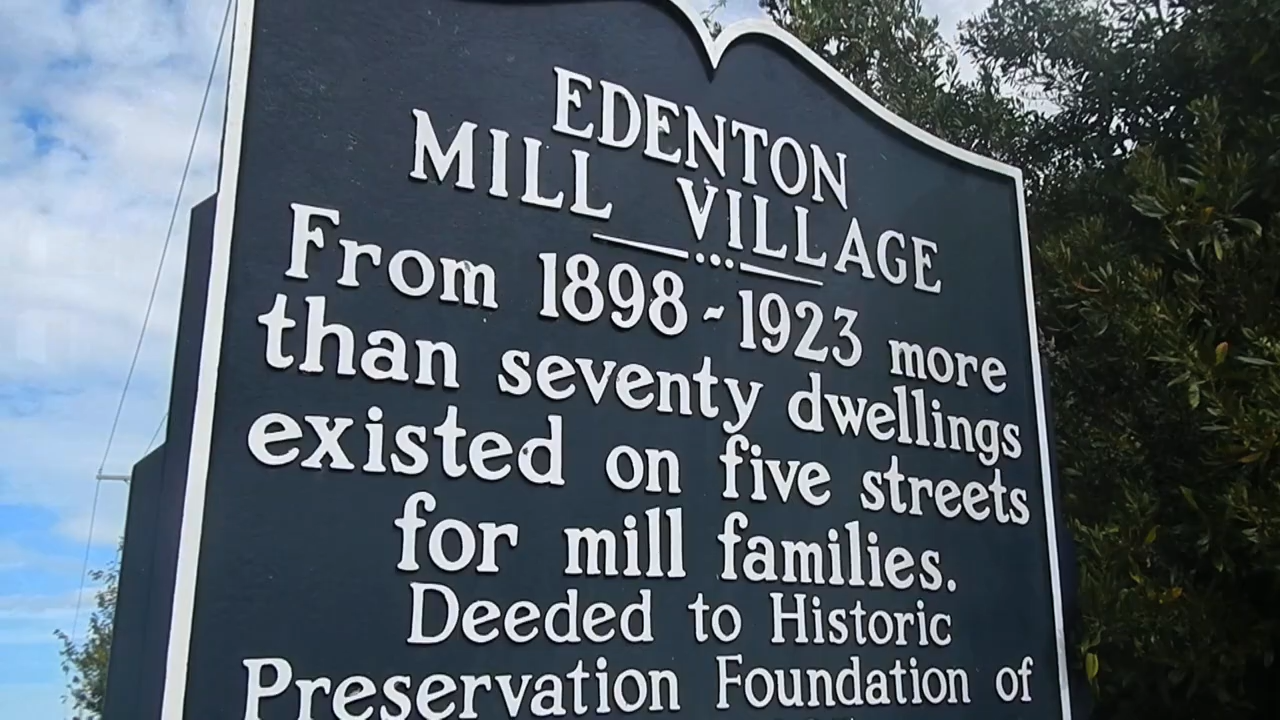 EDENTON
MILL VILLAGE
From 1898-1923 more
than seventy dwellings
existed on five streets
for mill families.
Deeded to Historic
Preservation Foundation of